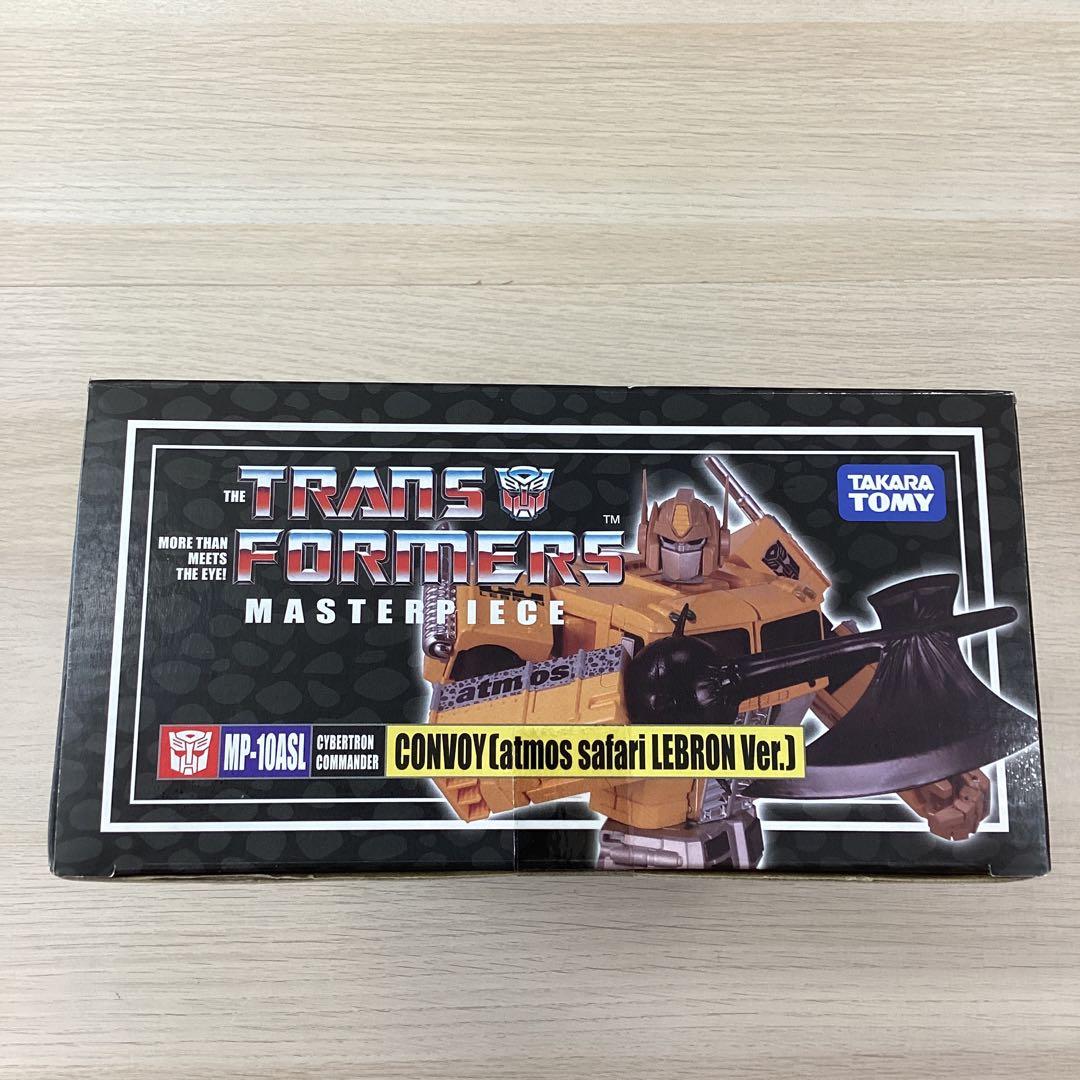 THE TRANSFORMERS™
MORE THAN
MEETS
THE EYE!
MASTERPIECE
TAKARA
TOMY
atmos
MP-10ASL
CYBERTRON
COMMANDER
CONVOY(atmos safari LEBRON Ver.)